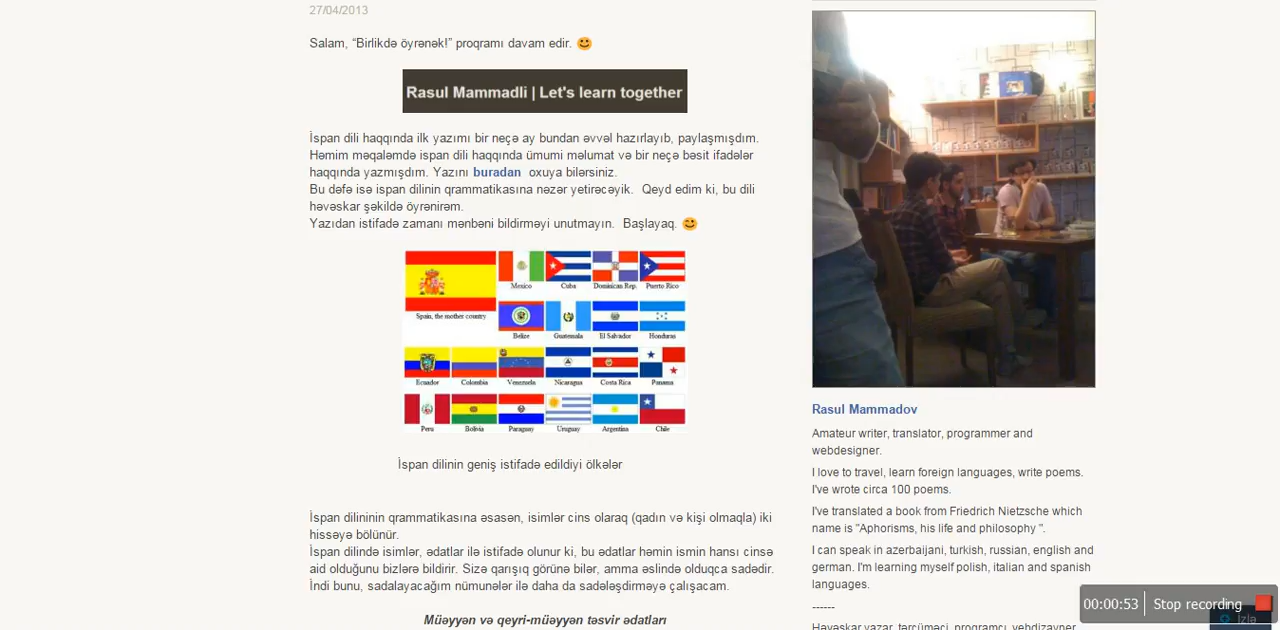 27/04/2013
Salam, “Birlikdə öyrənək!” proqramı davam edir.
Rasul Mammadli | Let's learn together
İspan dili haqqında ilk yazımı bir neçə ay bundan əvvəl hazırlayıb, paylaşmışdım.
Həmim məqaləmdə ispan dili haqqında ümumi məlumat və bir neçə bəsit ifadələr
haqqında yazmışdım. Yazını buradan oxuya bilərsiniz.
Bu dəfə isə ispan dilinin qrammatikasına nəzər yetirəcəyik. Qeyd edim ki, bu dili
həvəskar şəkildə öyrənirəm.
Yazıdan istifadə zamanı mənbəni bildirməyi unutmayın. Başlayaq.
Spain, the mother country
Mexico
Cuba
Dominican Rep.
Puerto Rico
Belize
Guatemala
El Salvador
Honduras
Ecuador
Colombia
Venezuela
Nicaragua
Costa Rica
Panama
Peru
Bolivia
Paraguay
Uruguay
Argentina
Chile
İspan dilinin geniş istifadə edildiyi ölkələr
İspan dilininin qrammatikasına əsasən, isimlər cins olaraq (qadın və kişi olmaqla) iki
hissəyə bölünür.
İspan dilində isimlər, ədatlar ilə istifadə olunur ki, bu ədatlar həmin ismin hansı cinsə
aid olduğunu bizlərə bildirir. Sizə qarışıq görünə bilər, amma əslində olduqca sadədir.
İndi bunu, sadalayacağım nümunələr ilə daha da sadələşdirməyə çalışacam.
Müəyyən və qeyri-müəyyən təsvir ədatları
Rasul Mammadov
Amateur writer, translator, programmer and
webdesigner.
I love to travel, learn foreign languages, write poems.
I've wrote circa 100 poems.
I've translated a book from Friedrich Nietzsche which
name is "Aphorisms, his life and philosophy ".
I can speak in azerbaijani, turkish, russian, english and
german. I'm learning myself polish, italian and spanish
languages.
------
Həvəskar yazar, tərcüməçi, proqramçı, vebdizayner
00:00:53 Stop recording
İzlə